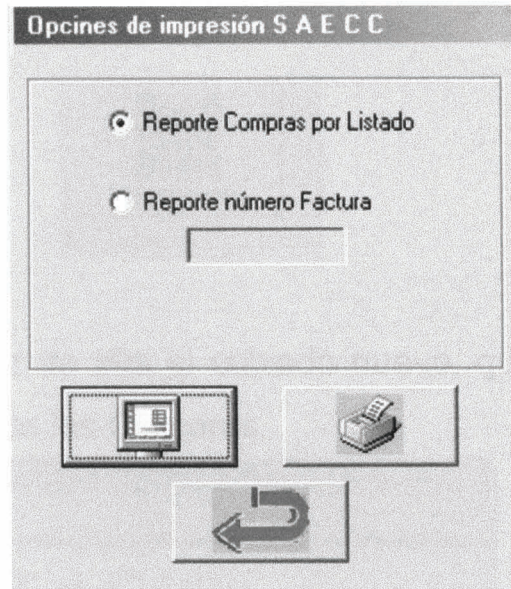 Opcines de impresión S A E C C
Reporte Compras por Listado
Reporte número Factura